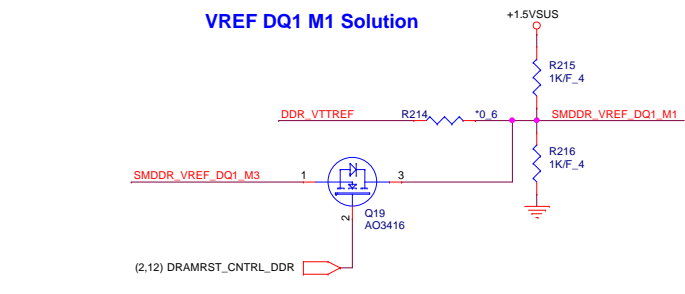 VREF DQ1 M1 Solution
+1.5VSUS
R215
1K/F_4
DDR_VTTREF
R214
*0_6
SMDDR_VREF_DQ1_M1
R216
1K/F_4
SMDDR_VREF_DQ1_M3
1
3
2
Q19
AO3416
(2,12) DRAMRST_CNTRL_DDR